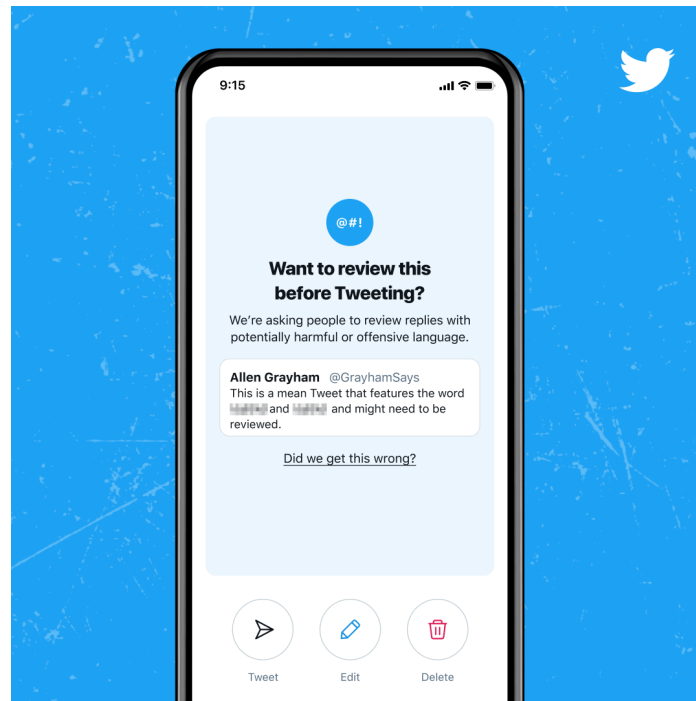 9:15
@#!
Want to review this
before Tweeting?
We’re asking people to review replies with
potentially harmful or offensive language.
Allen Grayham @GrayhamSays
This is a mean Tweet that features the word
and and might need to be
reviewed.
Did we get this wrong?
Tweet Edit Delete